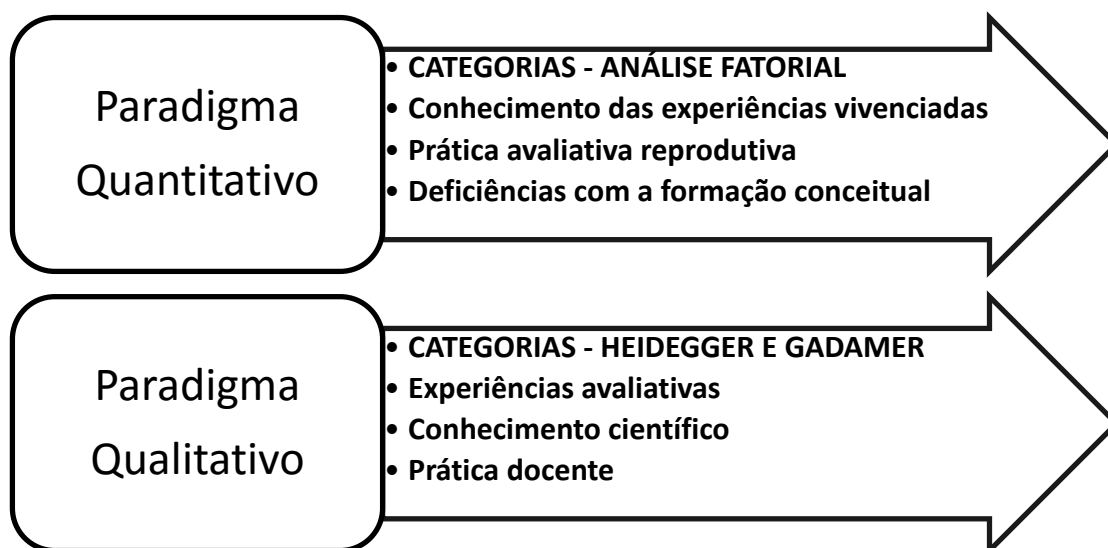 Paradigma
Quantitativo
• CATEGORIAS - ANÁLISE FATORIAL
• Conhecimento das experiências vivenciadas
• Prática avaliativa reprodutiva
• Deficiências com a formação conceitual
Paradigma
Qualitativo
• CATEGORIAS - HEIDEGGER E GADAMER
• Experiências avaliativas
• Conhecimento científico
• Prática docente